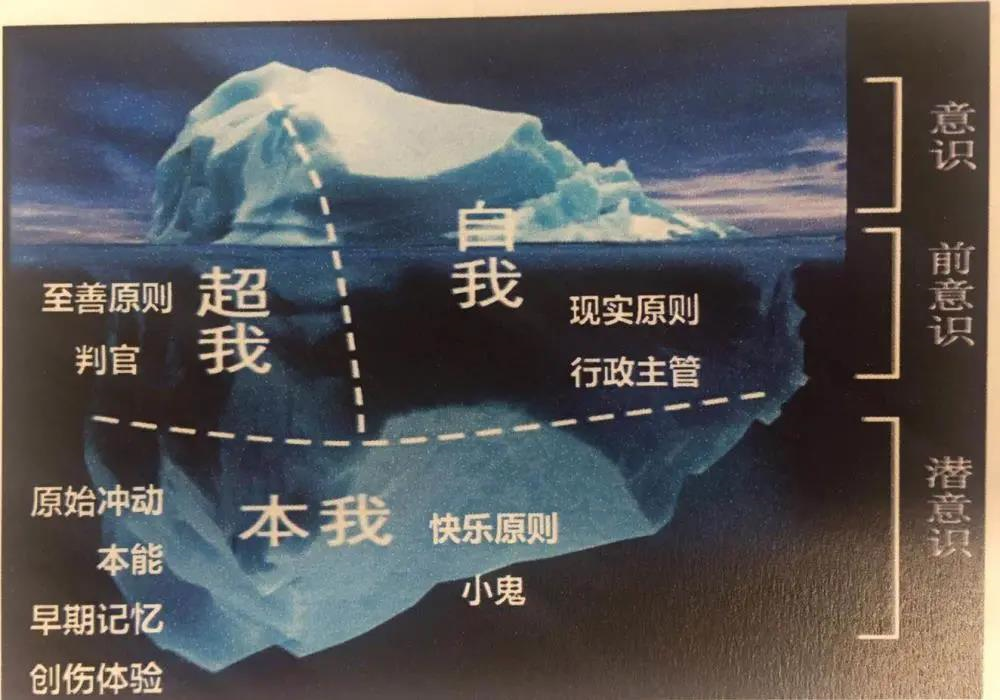 意识
自我
超我
至善原则
判官
现实原则
行政主管
前意识
本我
快乐原则
小鬼
原始冲动
本能
早期记忆
创伤体验
潜意识